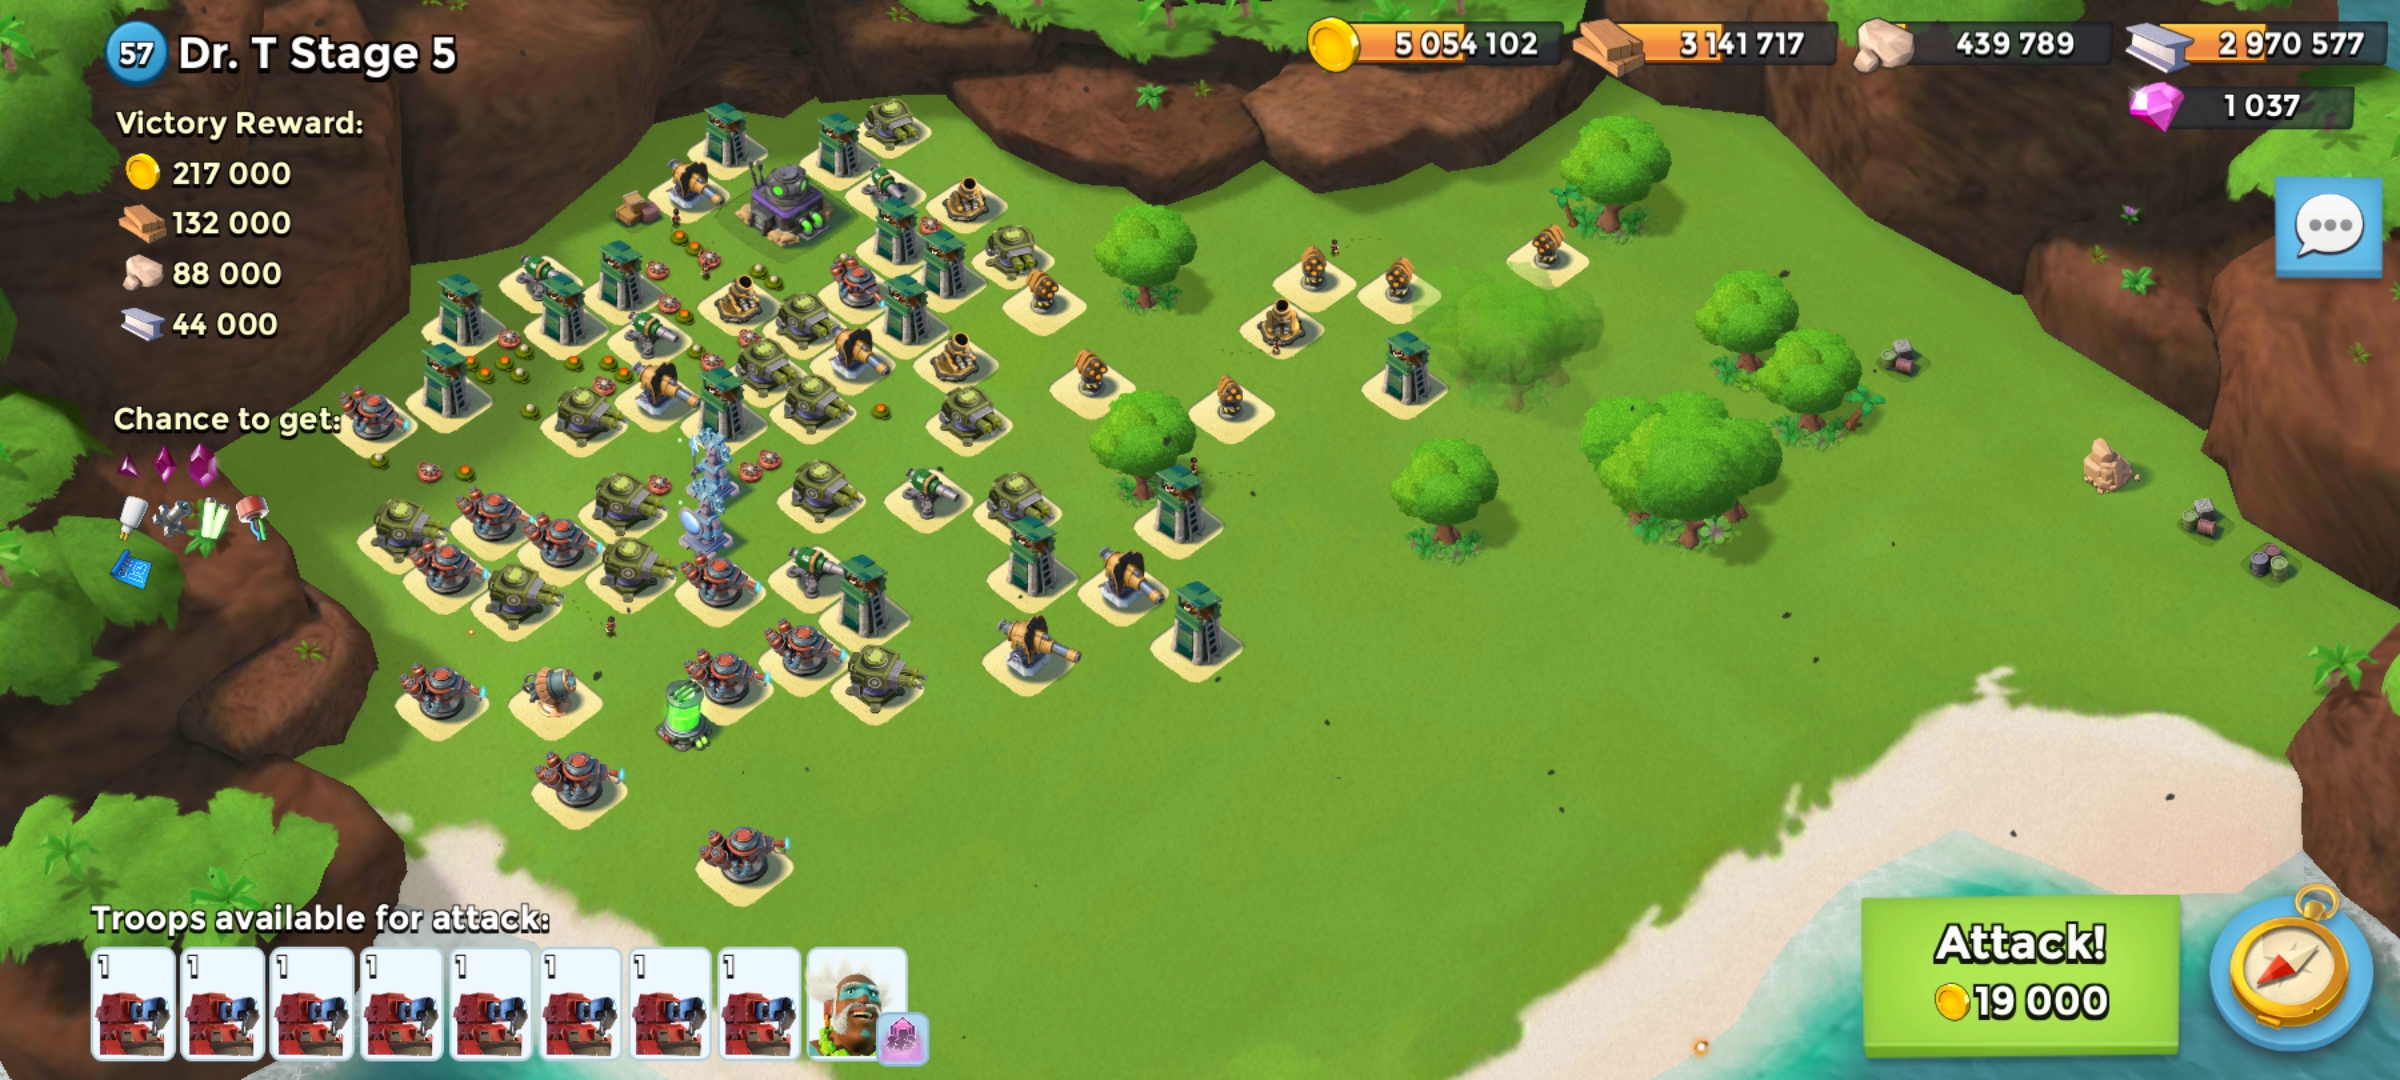 57 Dr. T Stage 5
5 054 102
3 141 717
439 789
2 970 577
1 037
Victory Reward:
217 000
132 000
88 000
44 000
Chance to get:
Troops available for attack:
1 1 1 1 1 1 1 1
Attack!
19 000